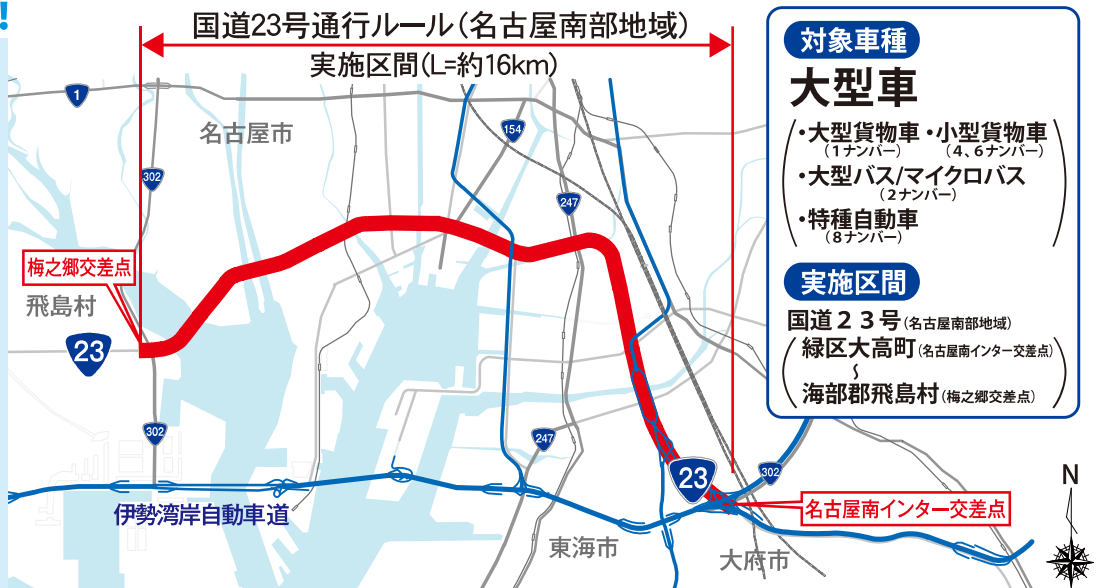 !
国道23号通行ルール(名古屋南部地域)
実施区間(L=約16km)
1
名古屋市
154
302
247
梅之郷交差点
飛島村
23
302
247
23
302
伊勢湾岸自動車道
名古屋南インター交差点
東海市
大府市
N
対象車種
大型車
・大型貨物車 ・小型貨物車
(1ナンバー) (4、6ナンバー)
・大型バス/マイクロバス
(2ナンバー)
・特種自動車
(8ナンバー)
実施区間
国道23号(名古屋南部地域)
緑区大高町(名古屋南インター交差点)
~
海部郡飛島村(梅之郷交差点)